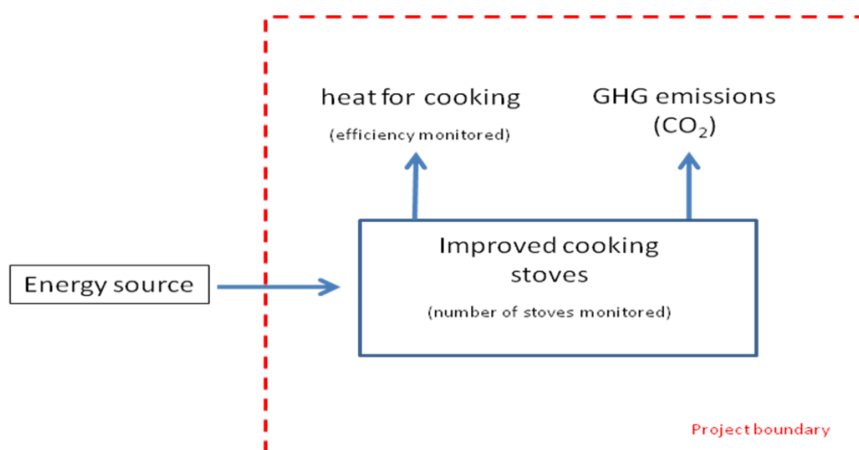 heat for cooking
(efficiency monitored)
GHG emissions
(CO₂)
Energy source
Improved cooking
stoves
(number of stoves monitored)
Project boundary